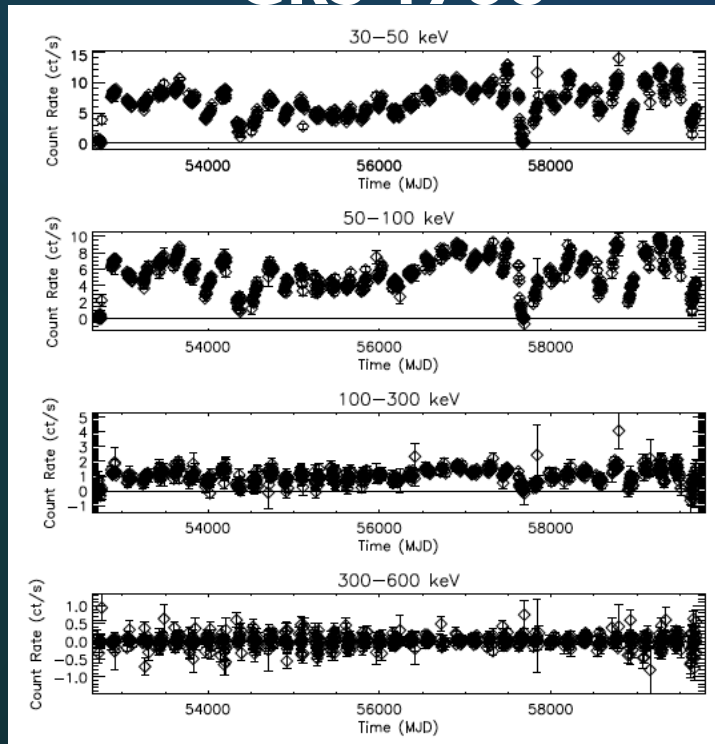 30−50 keV
Count Rate (ct/s)
15
10
5
0
54000
56000
58000
Time (MJD)
50−100 keV
Count Rate (ct/s)
10
8
6
4
2
0
54000
56000
58000
Time (MJD)
100−300 keV
Count Rate (ct/s)
5
4
3
2
1
0
−1
54000
56000
58000
Time (MJD)
300−600 keV
Count Rate (ct/s)
1.0
0.5
0.0
−0.5
−1.0
54000
56000
58000
Time (MJD)